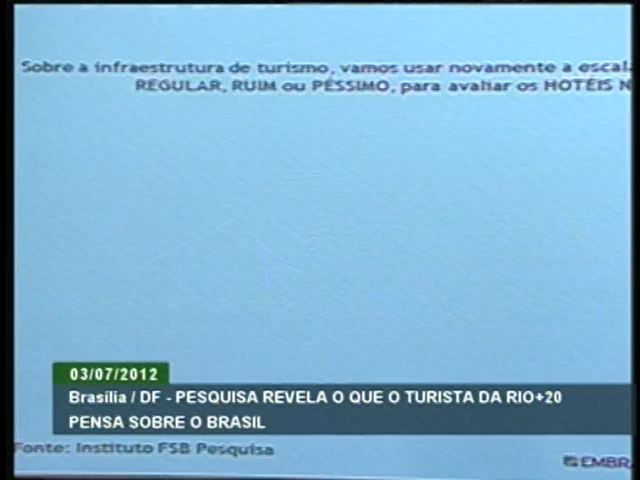 Sobre a infraestrutura de turismo, vamos usar novamente a escal
REGULAR, RUIM ou PÉSSIMO, para avaliar os HOTÉIS N
03/07/2012
Brasília / DF - PESQUISA REVELA O QUE O TURISTA DA RIO+20
PENSA SOBRE O BRASIL
Fonte: Instituto FSB Pesquisa
EMBRA